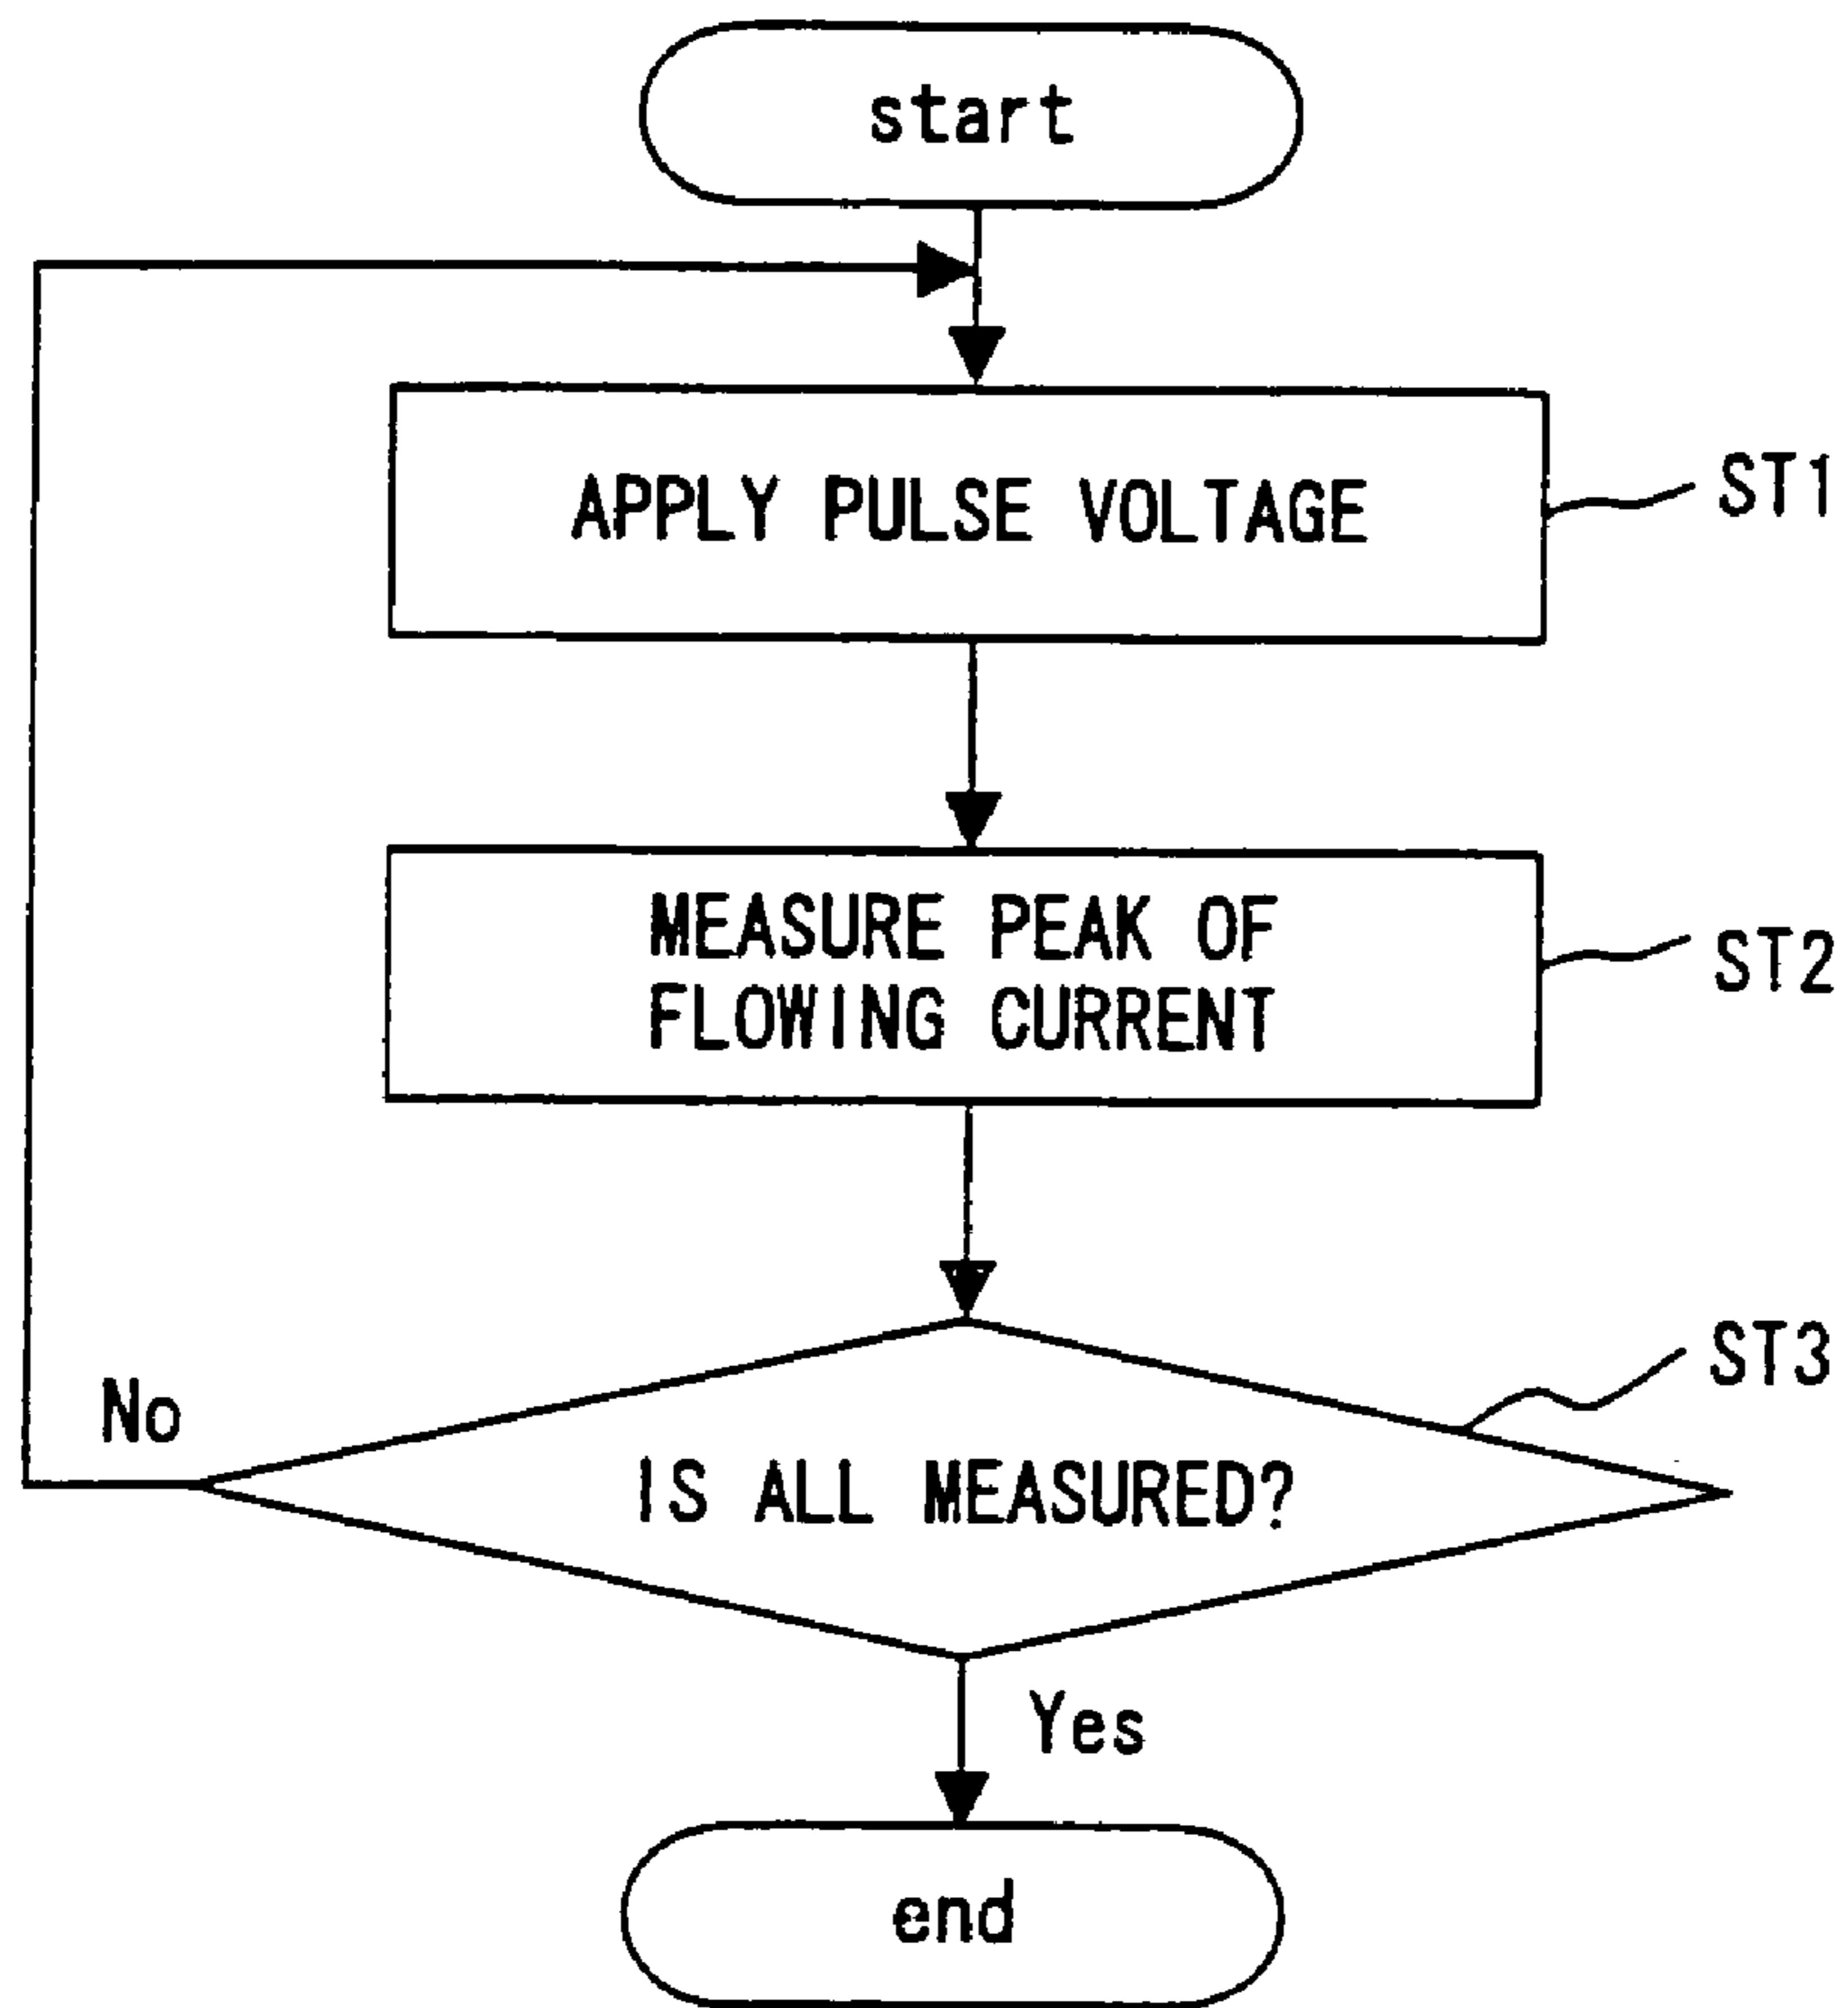 start
APPLY PULSE VOLTAGE
ST1
MEASURE PEAK OF
FLOWING CURRENT
ST2
ST3
No
IS ALL MEASURED?
Yes
end